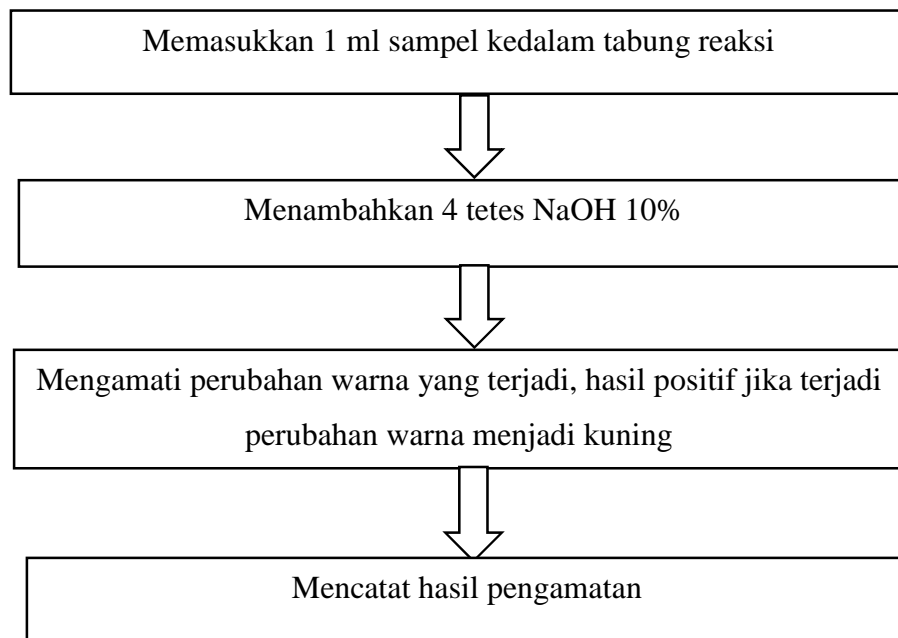 Memasukkan 1 ml sampel kedalam tabung reaksi
Menambahkan 4 tetes NaOH 10%
Mengamati perubahan warna yang terjadi, hasil positif jika terjadi
perubahan warna menjadi kuning
Mencatat hasil pengamatan